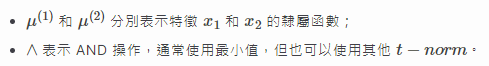 • μ⁽¹⁾ 和 μ⁽²⁾ 分別表示特徵 x₁ 和 x₂ 的隸屬函數；
• ∧ 表示 AND 操作，通常使用最小值，但也可以使用其他 t − norm。